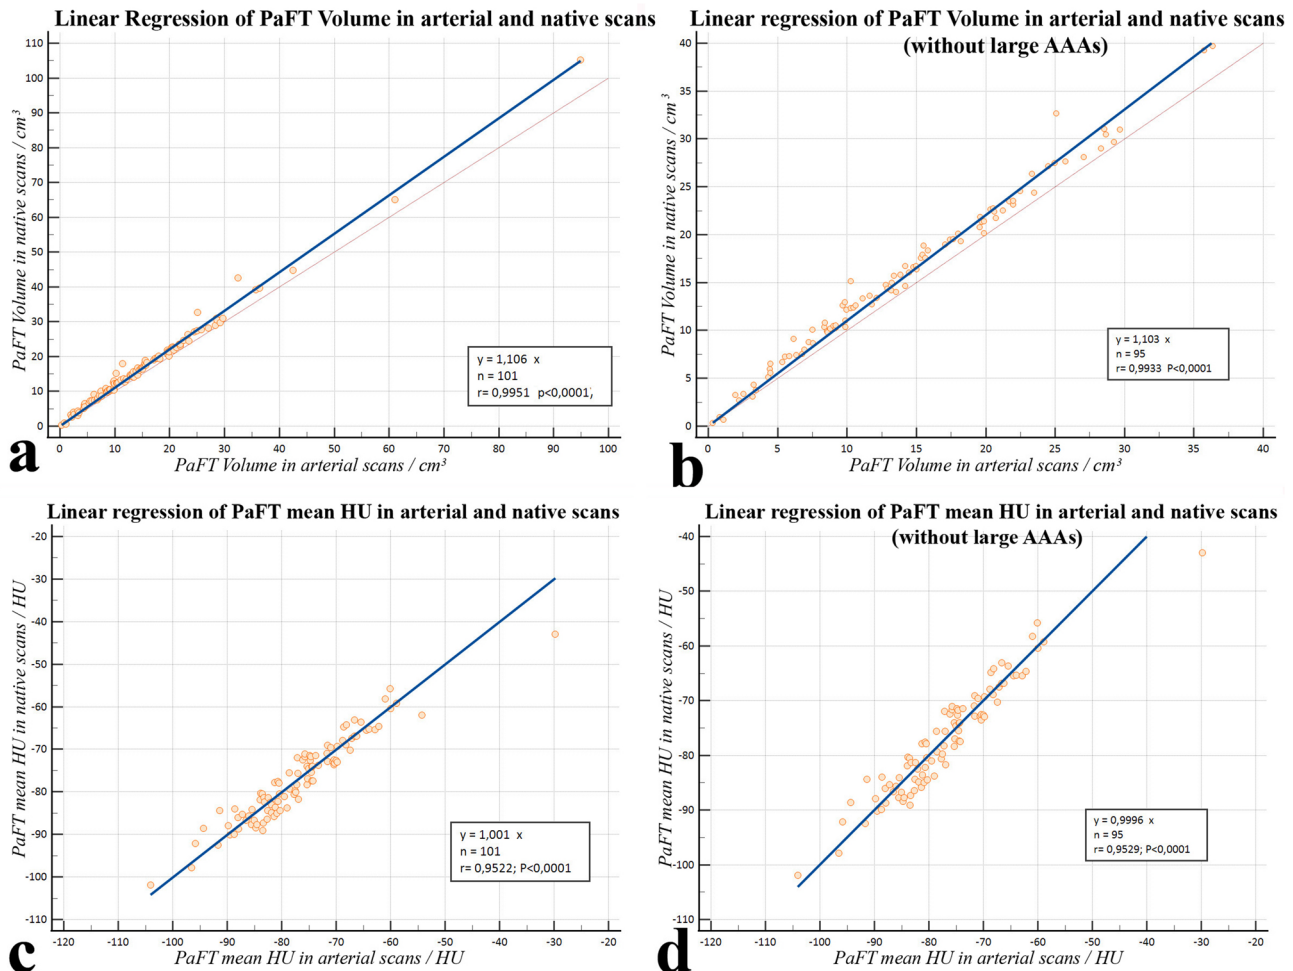 Linear Regression of PaFT Volume in arterial and native scans
PaFT Volume in native scans / cm³
110
100
90
80
70
60
50
40
30
20
10
0
y = 1,106 x
n = 101
r= 0,9951 p<0,0001;
0 10 20 30 40 50 60 70 80 90 100
PaFT Volume in arterial scans / cm³
a
Linear regression of PaFT Volume in arterial and native scans
(without large AAAs)
PaFT Volume in native scans / cm³
40
35
30
25
20
15
10
5
0
y = 1,103 x
n = 95
r= 0,9933 P<0,0001
0 5 10 15 20 25 30 35 40
PaFT Volume in arterial scans / cm³
b
Linear regression of PaFT mean HU in arterial and native scans
PaFT mean HU in native scans / HU
-20
-30
-40
-50
-60
-70
-80
-90
-100
-110
y = 1,001 x
n = 101
r= 0,9522; P<0,0001
-120 -110 -100 -90 -80 -70 -60 -50 -40 -30 -20
PaFT mean HU in arterial scans / HU
c
Linear regression of PaFT mean HU in arterial and native scans
(without large AAAs)
PaFT mean HU in native scans / HU
-40
-50
-60
-70
-80
-90
-100
-110
y = 0,9996 x
n = 95
r= 0,9529; P<0,0001
-120 -110 -100 -90 -80 -70 -60 -50 -40 -30 -20
PaFT mean HU in arterial scans / HU
d